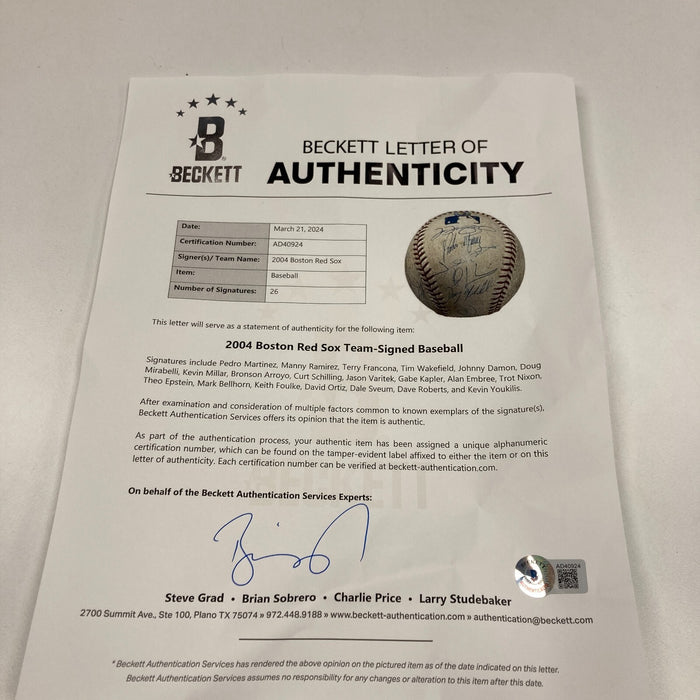 B
BECKETT
BECKETT LETTER OF
AUTHENTICITY
Date: March 21, 2024
Certification Number: AD40924
Signer(s)/ Team Name: 2004 Boston Red Sox
Item: Baseball
Number of Signatures: 26
This letter will serve as a statement of authenticity for the following item:
2004 Boston Red Sox Team-Signed Baseball
Signatures include Pedro Martinez, Manny Ramirez, Terry Francona, Tim Wakefield, Johnny Damon, Doug
Mirabelli, Kevin Millar, Bronson Arroyo, Curt Schilling, Jason Varitek, Gabe Kapler, Alan Embree, Trot Nixon,
Theo Epstein, Mark Bellhorn, Keith Foulke, David Ortiz, Dale Sveum, Dave Roberts, and Kevin Youkilis.
After examination and consideration of multiple factors common to known exemplars of the signature(s),
Beckett Authentication Services offers its opinion that the item is authentic.
As part of the authentication process, your authentic item has been assigned a unique alphanumeric
certification number, which can be found on the tamper-evident label affixed to either the item or on this
letter of authenticity. Each certification number can be verified at beckett-authentication.com.
On behalf of the Beckett Authentication Services Experts:
AD40924
Steve Grad • Brian Sobrero • Charlie Price • Larry Studebaker
2700 Summit Ave., Ste 100, Plano TX 75074 » 972.448.9188 » www.beckett-authentication.com » authentication@beckett.com
* Beckett Authentication Services has rendered the above opinion on the pictured item as of the date indicated on this letter.
Beckett Authentication Services assumes no responsibility for any changes or alteration to this item after this date.